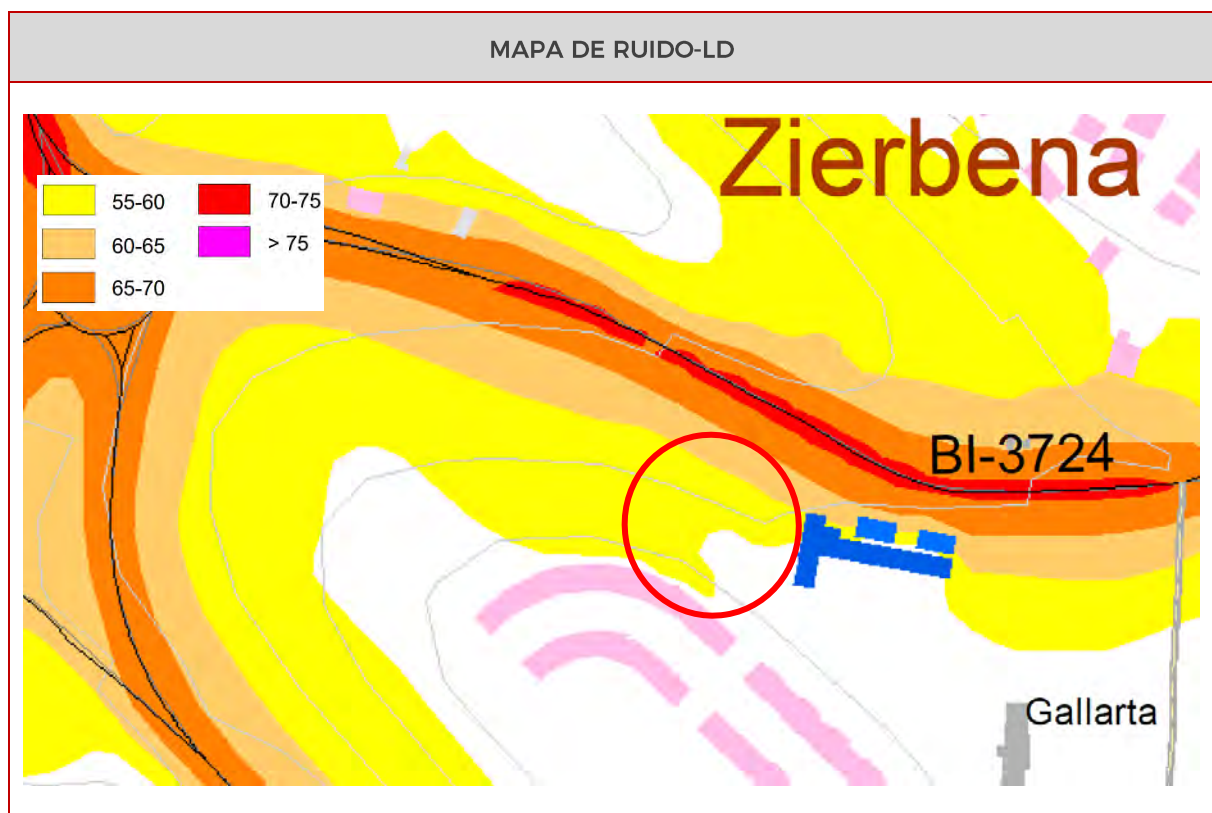 MAPA DE RUIDO-LD
Zierbena
55-60
70-75
60-65
> 75
65-70
BI-3724
Gallarta